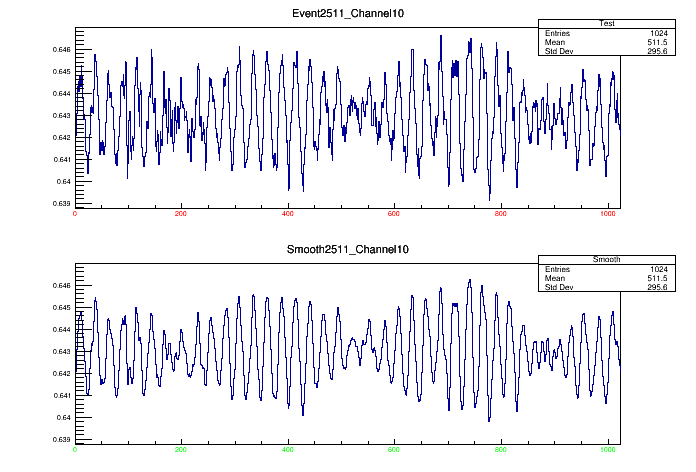 Event2511_Channel10
Test
Entries 1024
Mean 511.5
Std Dev 295.6
0.646
0.645
0.644
0.643
0.642
0.641
0.64
0.639
0 200 400 600 800 1000
Smooth2511_Channel10
Smooth
Entries 1024
Mean 511.5
Std Dev 295.6
0.646
0.645
0.644
0.643
0.642
0.641
0.64
0.639
0 200 400 600 800 1000